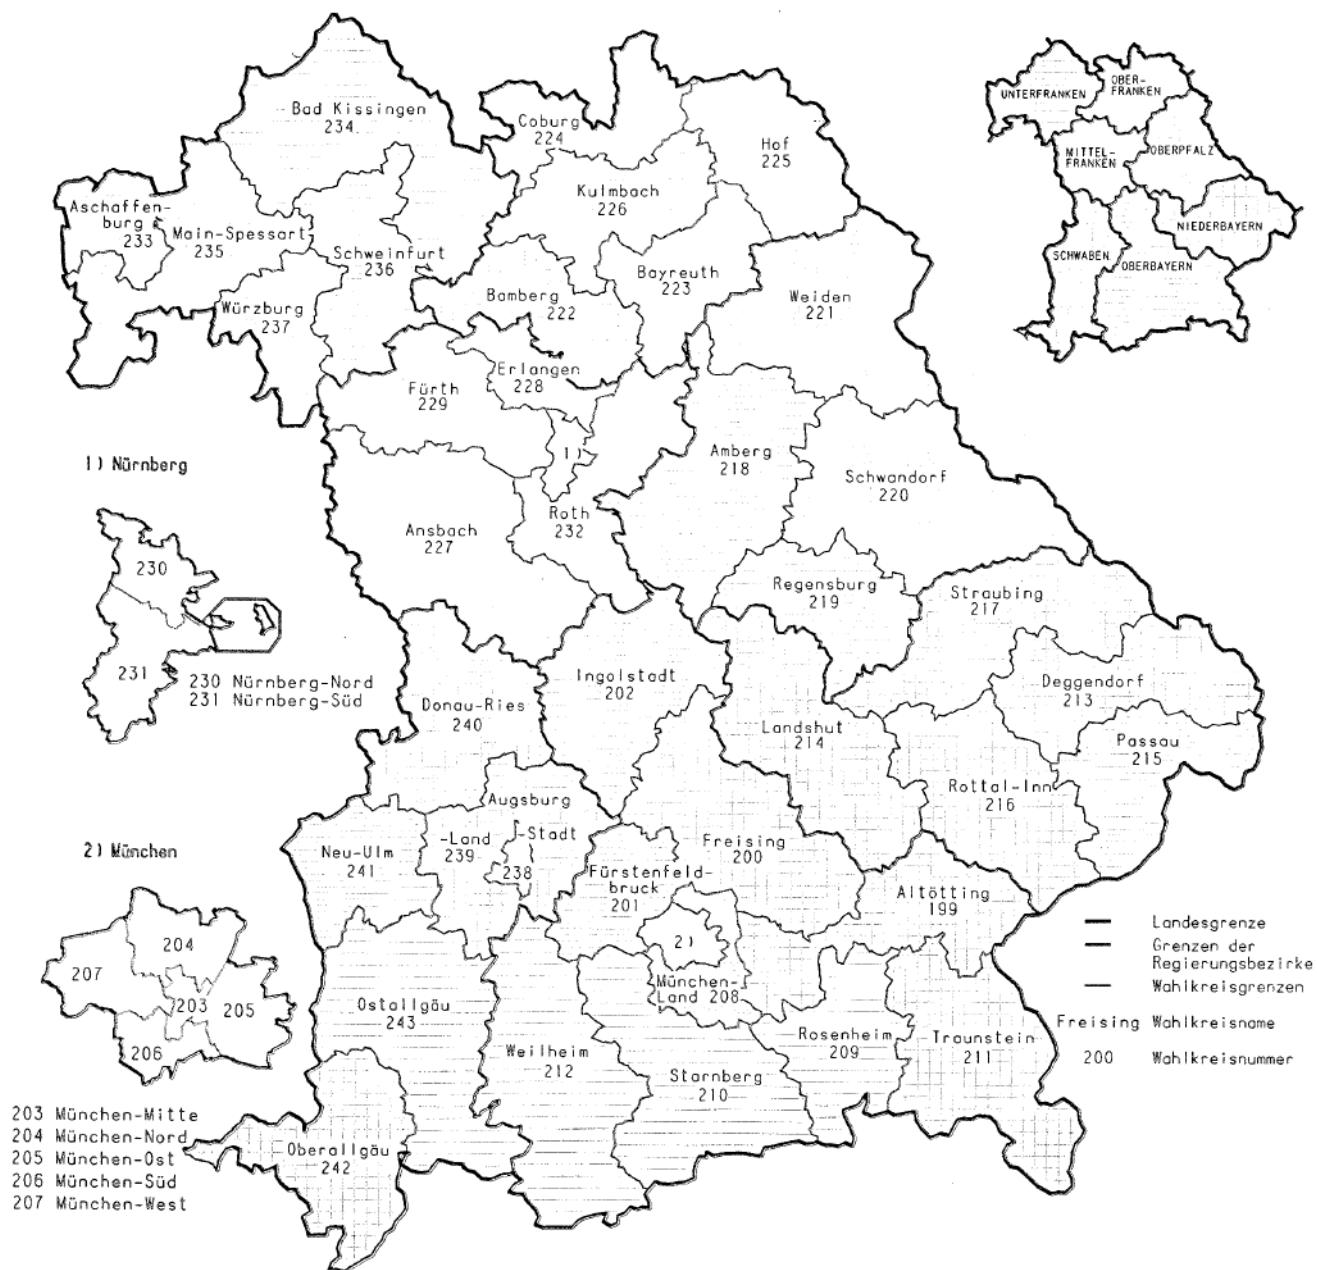 Bad Kissingen
234
Coburg
224
Hof
225
Kulmbach
226
Aschaffen-
burg
233
Main-Spessart
235
Schweinfurt
236
Bayreuth
223
Bamberg
222
Weiden
221
Würzburg
237
Erlangen
228
Fürth
229
1)
Amberg
218
Schwandorf
220
Roth
232
Ansbach
227
Regensburg
219
Straubing
217
Ingolstadt
202
Deggendorf
213
Donau-Ries
240
Landshut
214
Passau
215
Rottal-Inn
216
Augsburg
-Land
239
-Stadt
238
Neu-Ulm
241
Freising
200
Fürstenfeld-
bruck
201
Altötting
199
2)
München-
Land 208
Ostallgäu
243
Weilheim
212
Starnberg
210
Rosenheim
209
Traunstein
211
Oberallgäu
242
UNTERFRANKEN
OBER-
FRANKEN
MITTEL-
FRANKEN
OBERPFALZ
NIEDERBAYERN
SCHWABEN
OBERBAYERN
1) Nürnberg
230
231
230 Nürnberg-Nord
231 Nürnberg-Süd
2) München
204
207
203
205
206
203 München-Mitte
204 München-Nord
205 München-Ost
206 München-Süd
207 München-West
Landesgrenze
Grenzen der
Regierungsbezirke
Wahlkreisgrenzen
Freising Wahlkreisname
200 Wahlkreisnummer